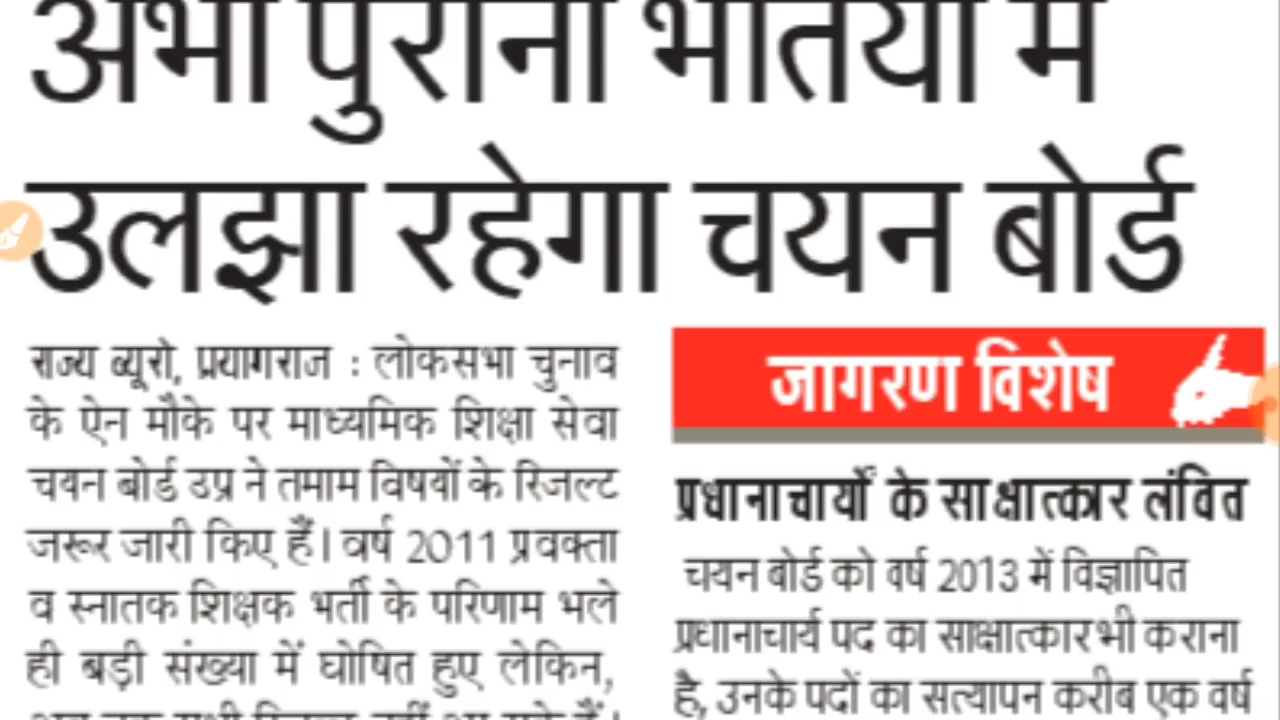 अभी पुरानी भर्तियों में
उलझा रहेगा चयन बोर्ड
राज्य ब्यूरो, प्रयागराज : लोकसभा चुनाव
के ऐन मौके पर माध्यमिक शिक्षा सेवा
चयन बोर्ड उप्र ने तमाम विषयों के रिजल्ट
जरूर जारी किए हैं। वर्ष 2011 प्रवक्ता
व स्नातक शिक्षक भर्ती के परिणाम भले
ही बड़ी संख्या में घोषित हुए लेकिन,
जागरण विशेष
प्रधानाचार्यों के साक्षात्कार लंबित
चयन बोर्ड को वर्ष 2013 में विज्ञापित
प्रधानाचार्य पद का साक्षात्कार भी कराना
है, उनके पदों का सत्यापन करीब एक वर्ष